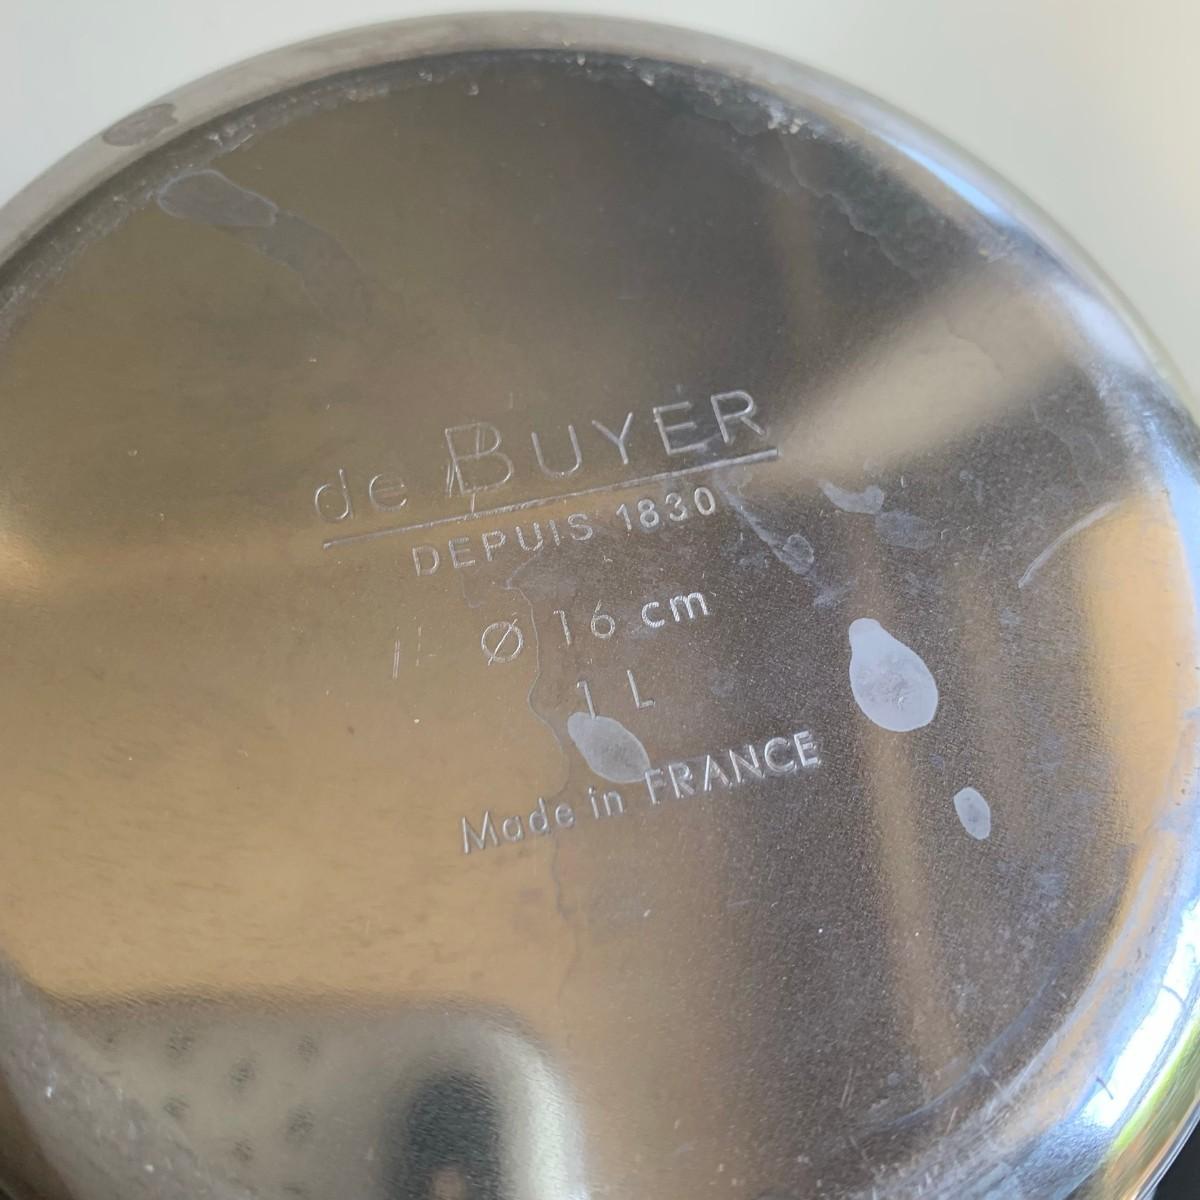 de BUYER
DEPUIS 1830
Ø 16 cm
1 L
Made in FRANCE